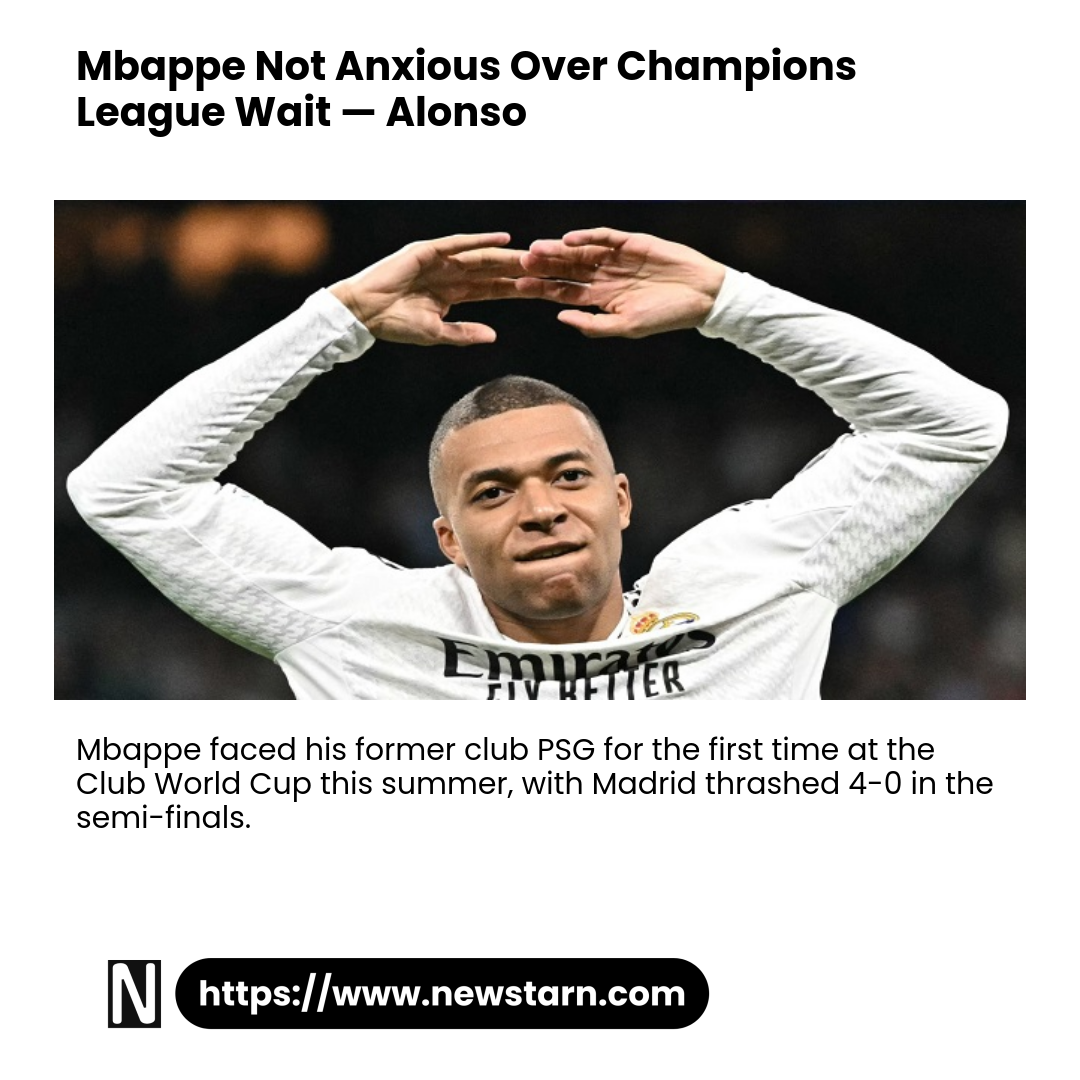 Mbappe Not Anxious Over Champions
League Wait — Alonso
Emirates
FLY BETTER
Mbappe faced his former club PSG for the first time at the
Club World Cup this summer, with Madrid thrashed 4-0 in the
semi-finals.
N
https://www.newstarn.com